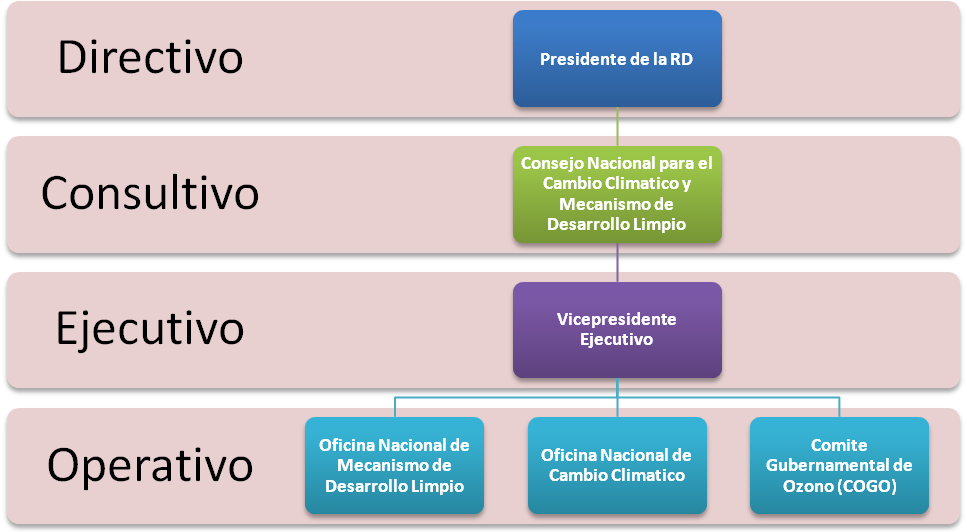 Directivo
Presidente de la RD
Consultivo
Consejo Nacional para el
Cambio Climatico y
Mecanismo de
Desarrollo Limpio
Ejecutivo
Vicepresidente
Ejecutivo
Operativo
Oficina Nacional de
Mecanismo de
Desarrollo Limpio
Oficina Nacional de
Cambio Climatico
Comite
Gubernamental de
Ozono (COGO)